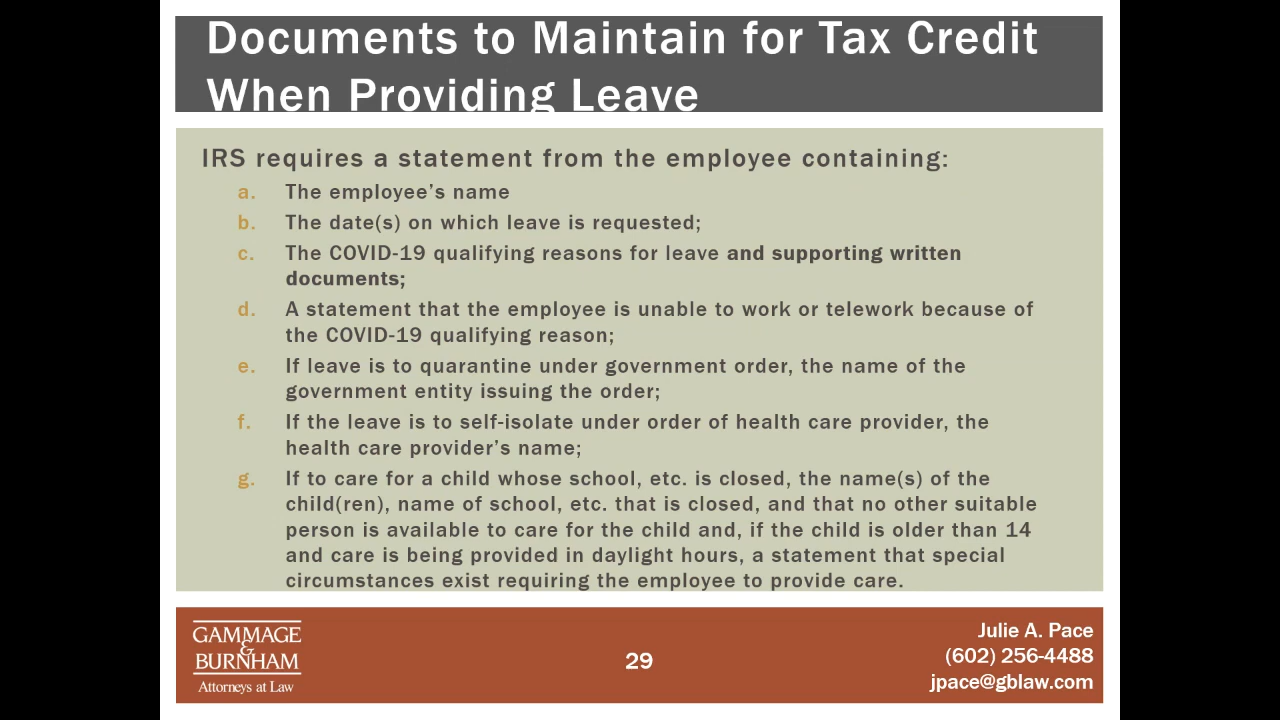 Documents to Maintain for Tax Credit
When Providing Leave
IRS requires a statement from the employee containing:
a. The employee’s name
b. The date(s) on which leave is requested;
c. The COVID-19 qualifying reasons for leave and supporting written
documents;
d. A statement that the employee is unable to work or telework because of
the COVID-19 qualifying reason;
e. If leave is to quarantine under government order, the name of the
government entity issuing the order;
f. If the leave is to self-isolate under order of health care provider, the
health care provider’s name;
g. If to care for a child whose school, etc. is closed, the name(s) of the
child(ren), name of school, etc. that is closed, and that no other suitable
person is available to care for the child and, if the child is older than 14
and care is being provided in daylight hours, a statement that special
circumstances exist requiring the employee to provide care.
GAMMAGE
&
BURNHAM
Attorneys at Law
29
Julie A. Pace
(602) 256-4488
jpace@gblaw.com